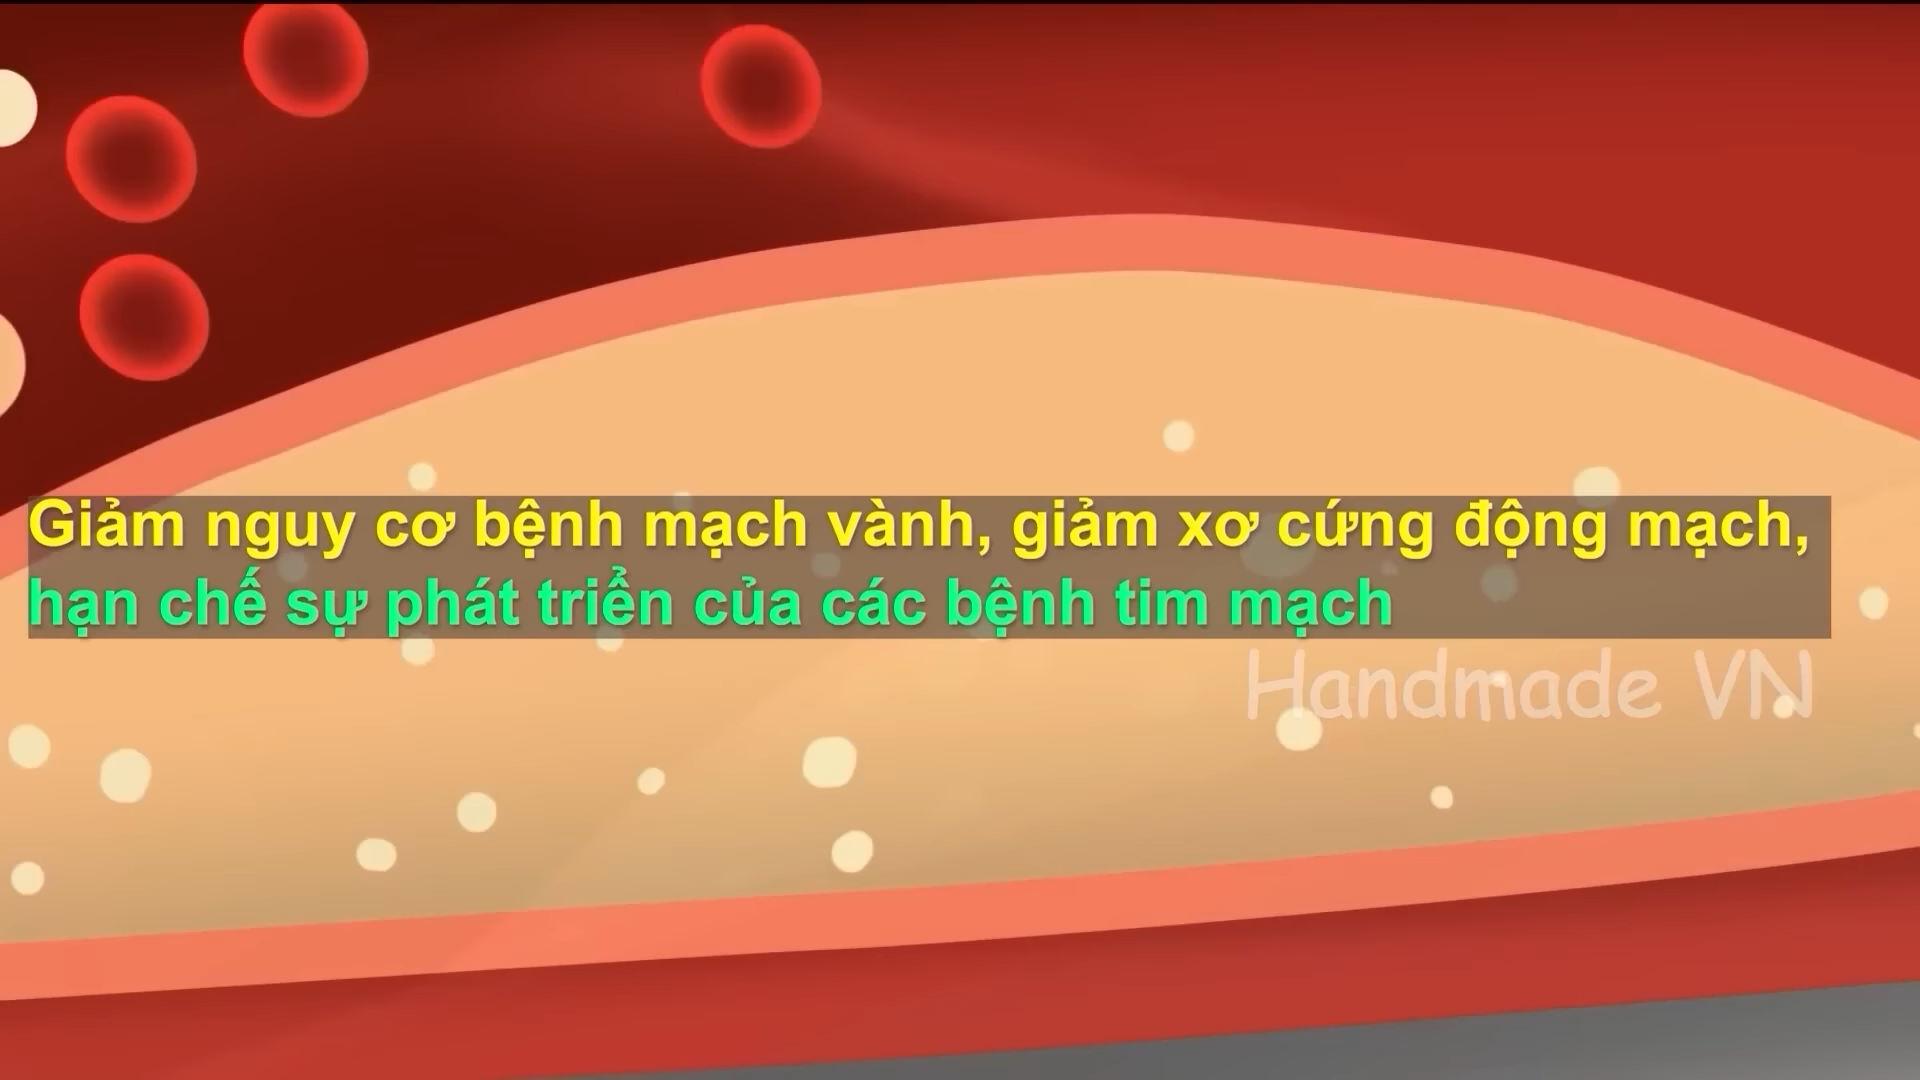 Giảm nguy cơ bệnh mạch vành, giảm xơ cứng động mạch,
hạn chế sự phát triển của các bệnh tim mạch
Handmade VN